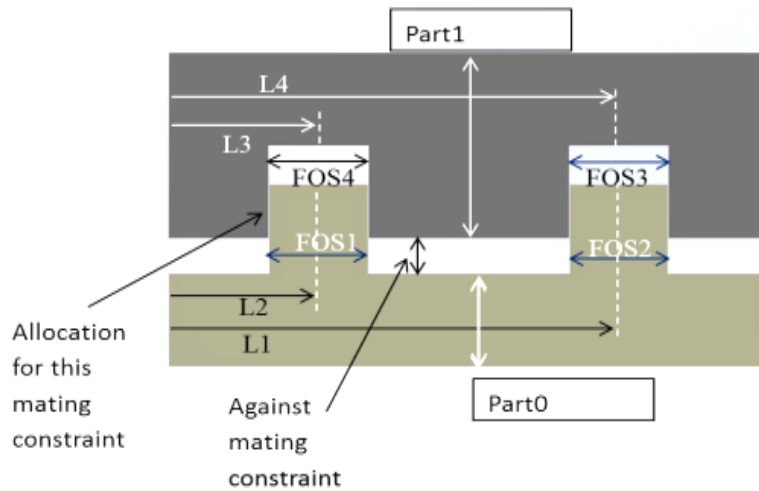 Part1
L4
L3
FOS4
FOS3
FOS1
FOS2
L2
L1
Allocation
for this
mating
constraint
Against
mating
constraint
Part0